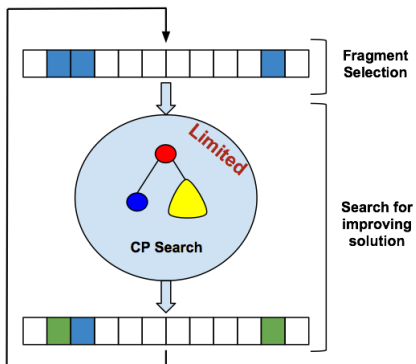 Fragment
Selection
Limited
CP Search
Search for
improving
solution